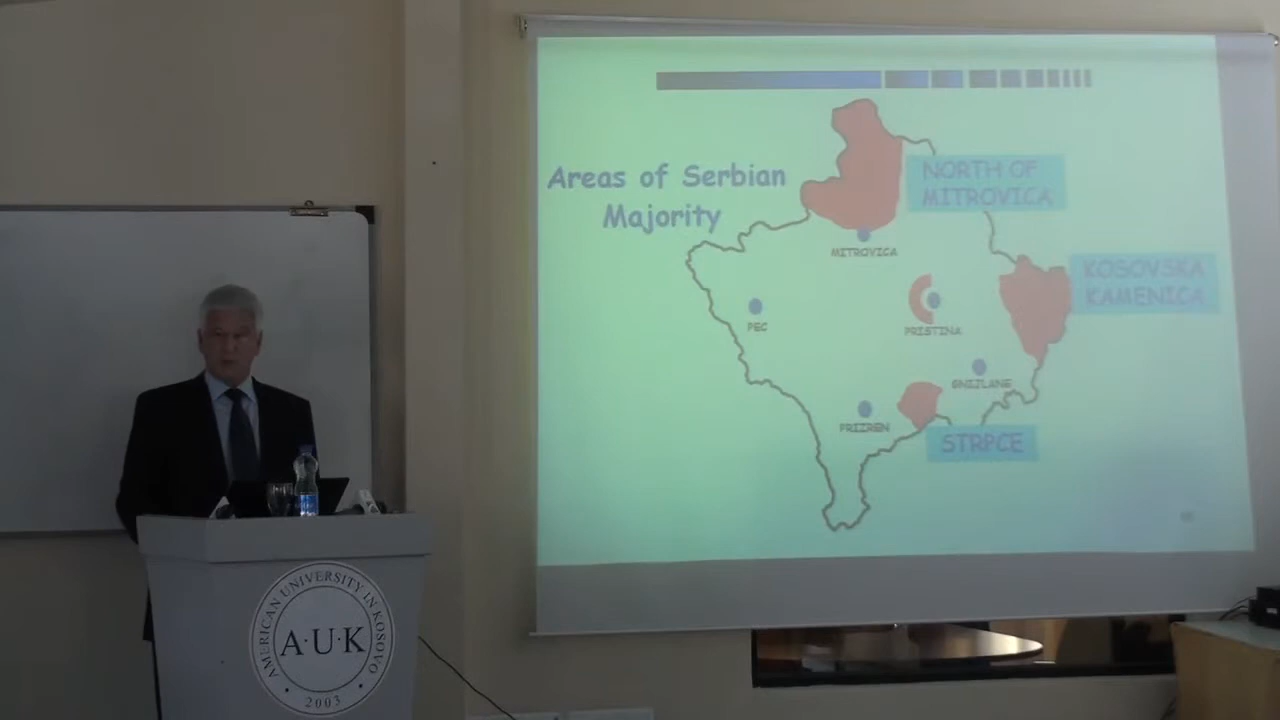 Areas of Serbian
Majority
NORTH OF
MITROVICA
MITROVICA
KOSOVSKA
KAMENICA
PEC
PRISTINA
GNIJLANE
PRIZREN
STRPCE
AMERICAN UNIVERSITY IN KOSOVO
A·U·K
• 2003 •